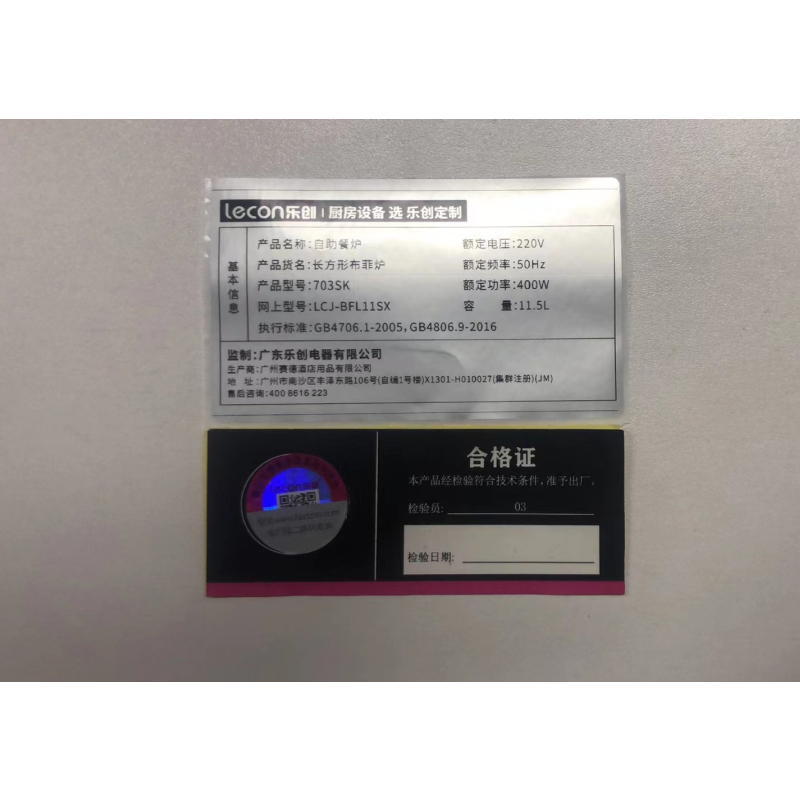 lecon乐创 | 厨房设备 选 乐创定制
基本信息
产品名称:自助餐炉 额定电压:220V
产品货名:长方形布菲炉 额定频率:50Hz
产品型号:703SK 额定功率:400W
网上型号:LCJ-BFL11SX 容 量:11.5L
执行标准:GB4706.1-2005, GB4806.9-2016
监制:广东乐创电器有限公司
生产商:广州赛德酒店用品有限公司
地 址:广州市南沙区丰泽东路106号(自编1号楼)X1301-H010027(集群注册)(JM)
售后咨询:400 8616 223
合格证
本产品经检验符合技术条件,准予出厂。
检验员: 03
检验日期:
lecon乐创